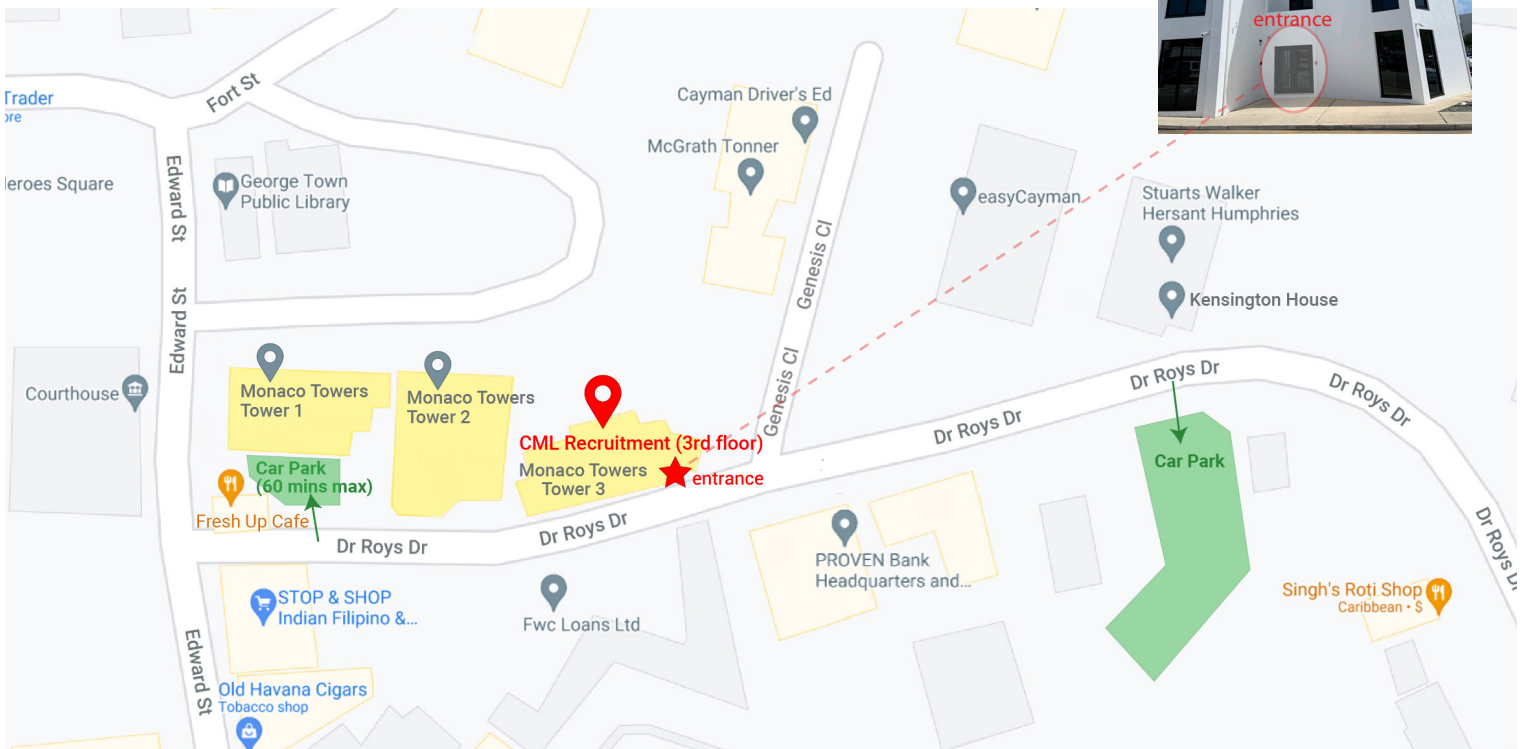 entrance
Fort St
Trader
ore
Cayman Driver's Ed
McGrath Tonner
eroes Square
Edward St
George Town
Public Library
easyCayman
Stuarts Walker
Hersant Humphries
Genesis Cl
Kensington House
Edward St
Courthouse
Monaco Towers
Tower 1
Monaco Towers
Tower 2
Genesis Cl
Dr Roys Dr
Dr Roys Dr
Dr Roys Dr
CML Recruitment (3rd floor)
Monaco Towers
Tower 3
entrance
Car Park
(60 mins max)
Car Park
Fresh Up Cafe
Dr Roys Dr
Dr Roys Dr
Dr Roys Dr
PROVEN Bank
Headquarters and...
STOP & SHOP
Indian Filipino &...
Fwc Loans Ltd
Singh's Roti Shop
Caribbean • $
Edward St
Old Havana Cigars
Tobacco shop